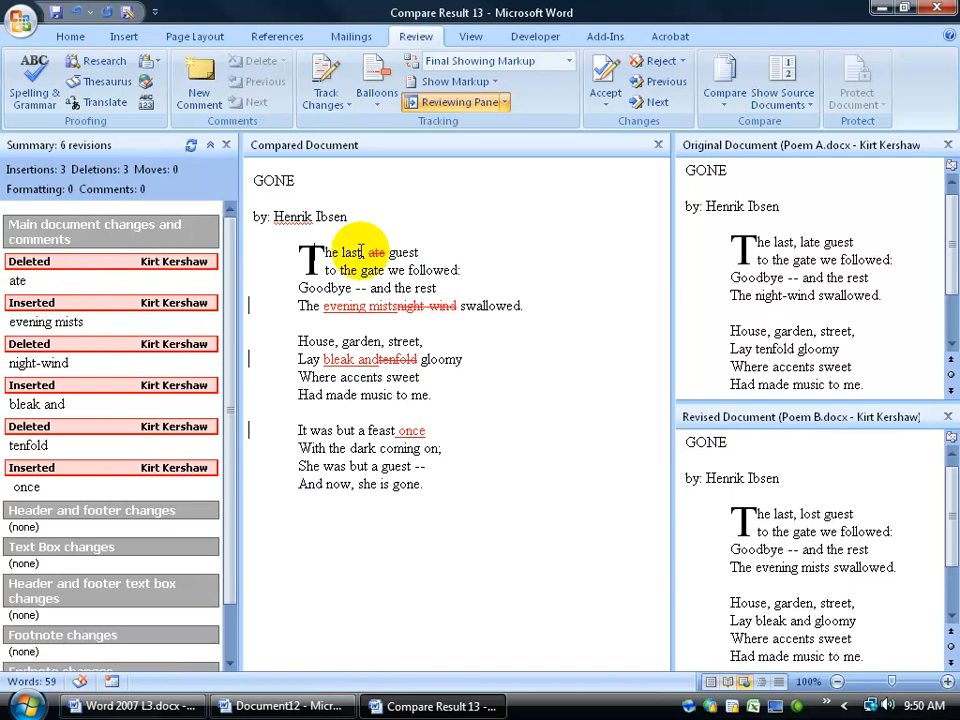 Compare Result 13 - Microsoft Word
Home Insert Page Layout References Mailings Review View Developer Add-Ins Acrobat
ABC
Spelling & Grammar
Research
Thesaurus
Translate
ABC
123
Proofing
New Comment
Delete
Previous
Next
Comments
Track Changes
Balloons
Final Showing Markup
Show Markup
Reviewing Pane
Tracking
Accept
Reject
Previous
Next
Changes
Compare
Show Source Documents
Compare
Protect Document
Protect
Summary: 6 revisions
Insertions: 3 Deletions: 3 Moves: 0
Formatting: 0 Comments: 0
Main document changes and
comments
Deleted Kirt Kershaw
ate
Inserted Kirt Kershaw
evening mists
Deleted Kirt Kershaw
night-wind
Inserted Kirt Kershaw
bleak and
Deleted Kirt Kershaw
tenfold
Inserted Kirt Kershaw
once
Header and footer changes
(none)
Text Box changes
(none)
Header and footer text box
changes
(none)
Footnote changes
(none)
Endnote changes
Compared Document
GONE
by: Henrik Ibsen
The last, ate guest
to the gate we followed:
Goodbye -- and the rest
The evening mistsnight-wind swallowed.
House, garden, street,
Lay bleak andtenfold gloomy
Where accents sweet
Had made music to me.
It was but a feast once
With the dark coming on;
She was but a guest --
And now, she is gone.
Original Document (Poem A.docx - Kirt Kershaw
GONE
by: Henrik Ibsen
The last, late guest
to the gate we followed:
Goodbye -- and the rest
The night-wind swallowed.
House, garden, street,
Lay tenfold gloomy
Where accents sweet
Had made music to me.
Revised Document (Poem B.docx - Kirt Kershaw)
GONE
by: Henrik Ibsen
The last, lost guest
to the gate we followed:
Goodbye -- and the rest
The evening mists swallowed.
House, garden, street,
Lay bleak and gloomy
Where accents sweet
Had made music to me.
Words: 59
100%
Word 2007 L3.docx -...
Document12 - Micr...
Compare Result 13 -...
9:50 AM